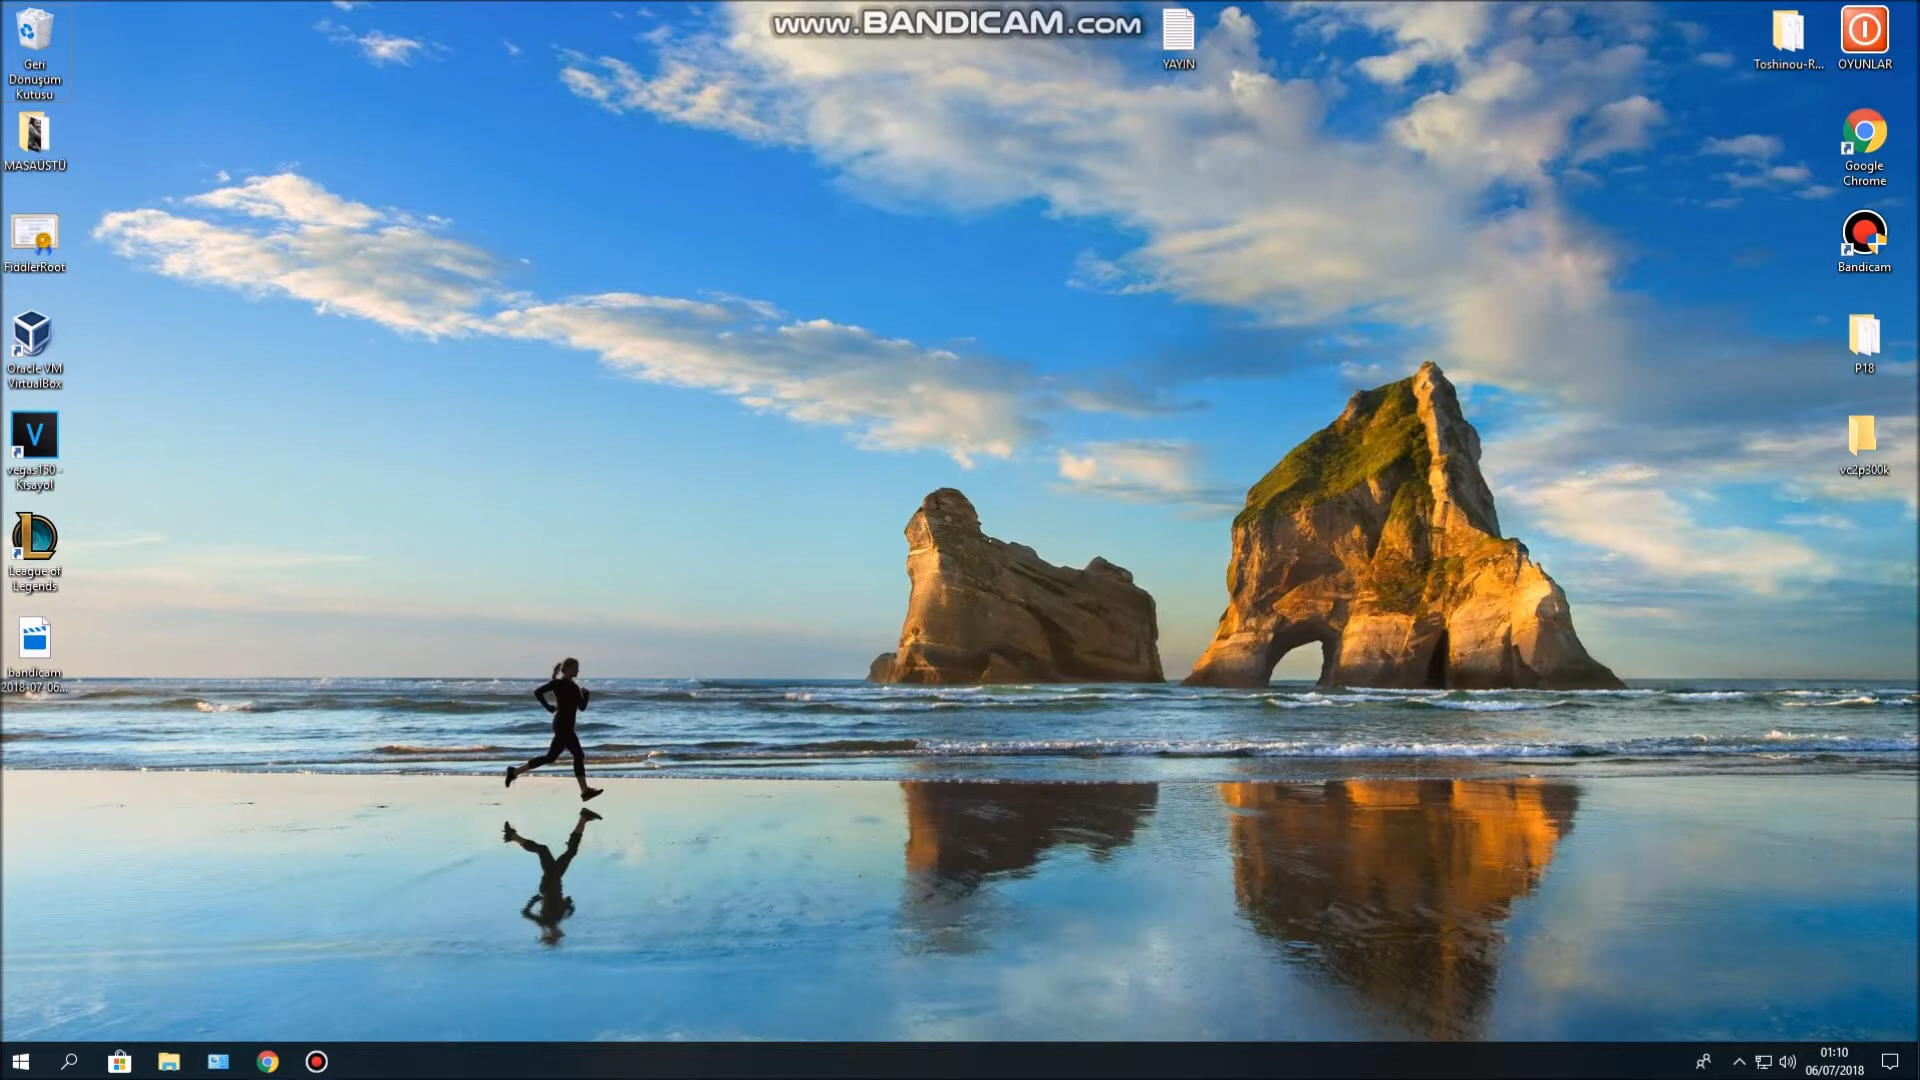 www.BANDICAM.com
Geri
Dönüşüm
Kutusu
MASAÜSTÜ
FiddlerRoot
Oracle VM
VirtualBox
vegas150 -
Kısayol
League of
Legends
bandicam
2018-07-06...
YAYIN
Toshinou-R...
OYUNLAR
Google
Chrome
Bandicam
P18
vc2p300k
01:10
06/07/2018